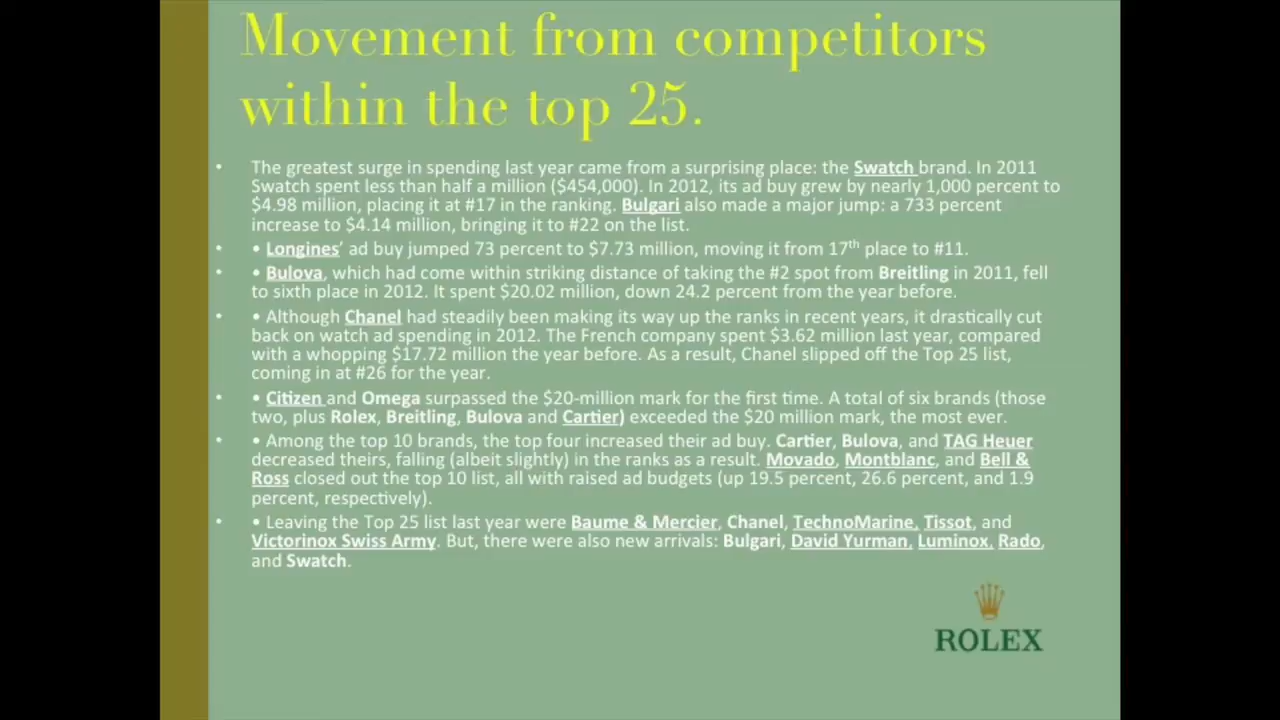 Movement from competitors
within the top 25.
• The greatest surge in spending last year came from a surprising place: the Swatch brand. In 2011
Swatch spent less than half a million ($454,000). In 2012, its ad buy grew by nearly 1,000 percent to
$4.98 million, placing it at #17 in the ranking. Bulgari also made a major jump: a 733 percent
increase to $4.14 million, bringing it to #22 on the list.
• • Longines’ ad buy jumped 73 percent to $7.73 million, moving it from 17th place to #11.
• • Bulova, which had come within striking distance of taking the #2 spot from Breitling in 2011, fell
to sixth place in 2012. It spent $20.02 million, down 24.2 percent from the year before.
• • Although Chanel had steadily been making its way up the ranks in recent years, it drastically cut
back on watch ad spending in 2012. The French company spent $3.62 million last year, compared
with a whopping $17.72 million the year before. As a result, Chanel slipped off the Top 25 list,
coming in at #26 for the year.
• • Citizen and Omega surpassed the $20-million mark for the first time. A total of six brands (those
two, plus Rolex, Breitling, Bulova and Cartier) exceeded the $20 million mark, the most ever.
• • Among the top 10 brands, the top four increased their ad buy. Cartier, Bulova, and TAG Heuer
decreased theirs, falling (albeit slightly) in the ranks as a result. Movado, Montblanc, and Bell &
Ross closed out the top 10 list, all with raised ad budgets (up 19.5 percent, 26.6 percent, and 1.9
percent, respectively).
• • Leaving the Top 25 list last year were Baume & Mercier, Chanel, TechnoMarine, Tissot, and
Victorinox Swiss Army. But, there were also new arrivals: Bulgari, David Yurman, Luminox, Rado,
and Swatch.
ROLEX